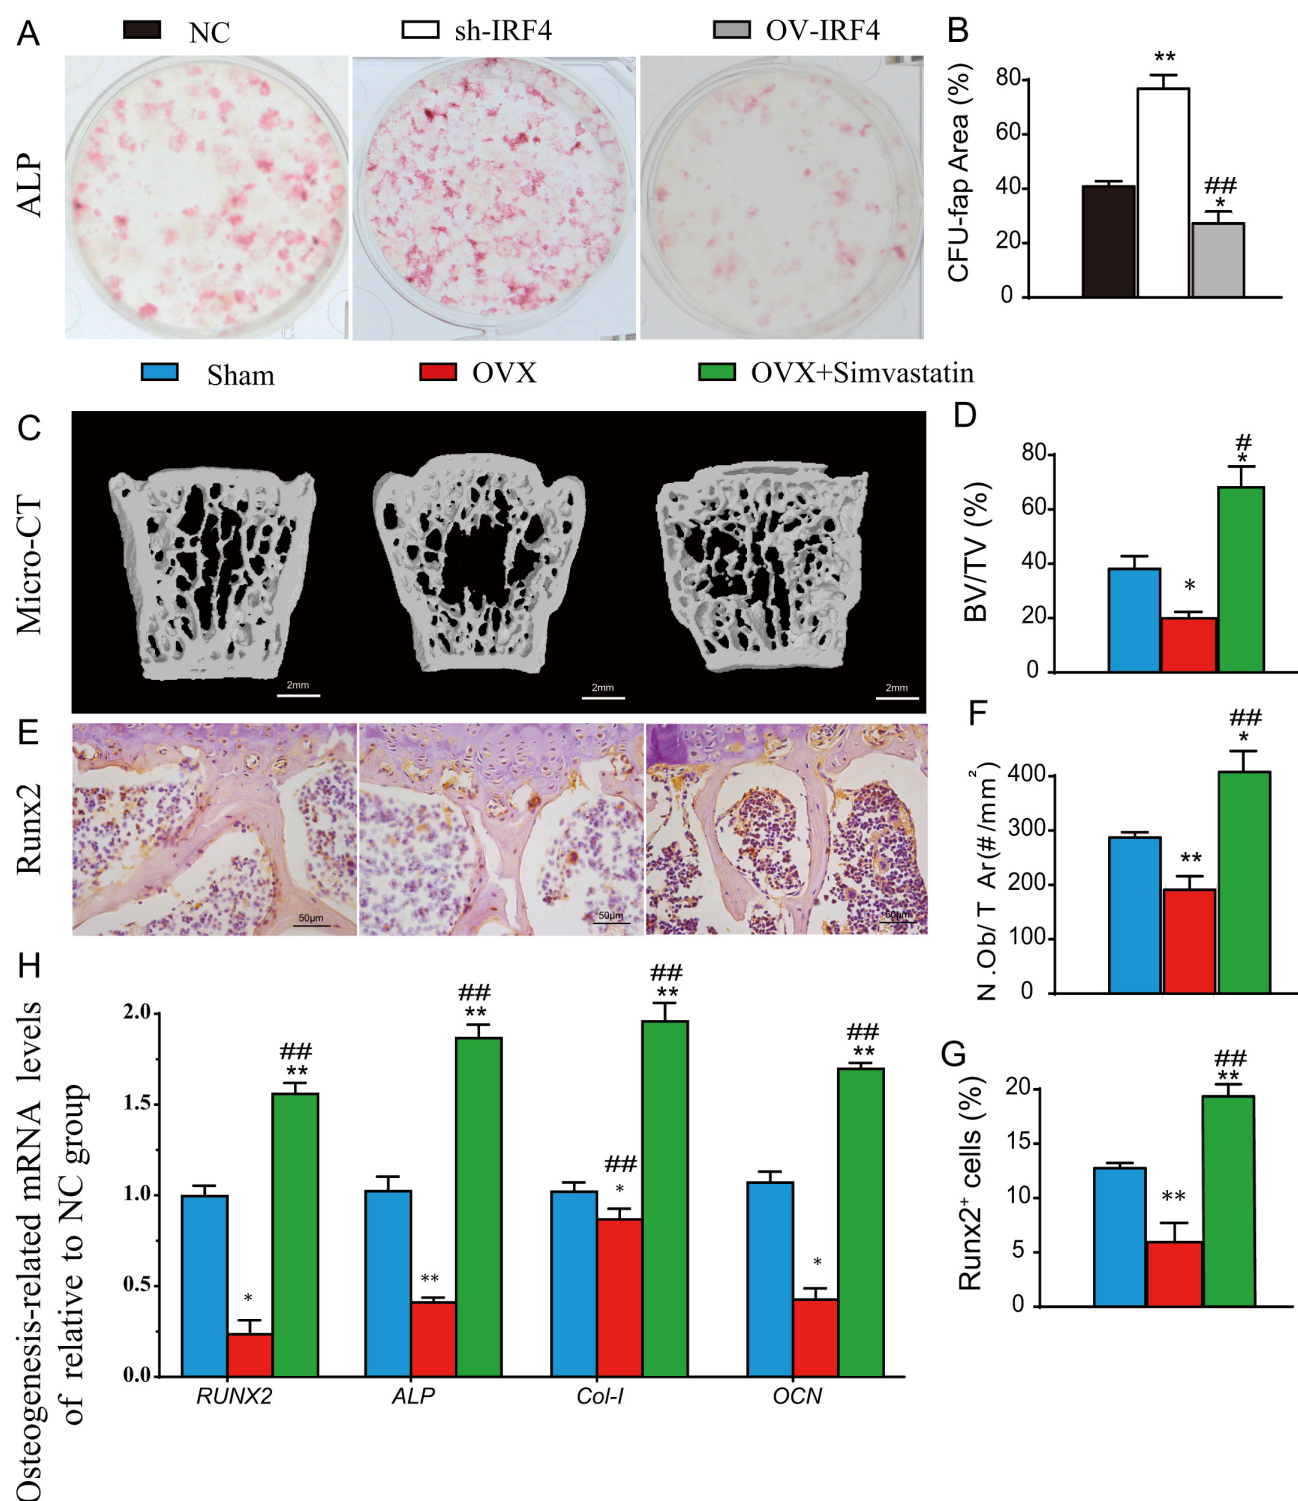 A
NC
sh-IRF4
OV-IRF4
ALP
B
CFU-fap Area (%)
80
60
40
20
0
**
##
*
Sham
OVX
OVX+Simvastatin
C
Micro-CT
2mm
2mm
2mm
D
BV/TV (%)
80
60
40
20
0
*
#
*
E
Runx2
50μm
50μm
50μm
F
N .Ob/ T Ar(#/mm²
400
300
200
100
0
**
##
*
G
Runx2⁺ cells (%)
20
15
10
5
0
**
##
**
H
Osteogenesis-related mRNA levels
of relative to NC group
2.0
1.5
1.0
0.5
0.0
*
##
**
**
##
**
##
*
##
**
*
##
**
RUNX2
ALP
Col-I
OCN